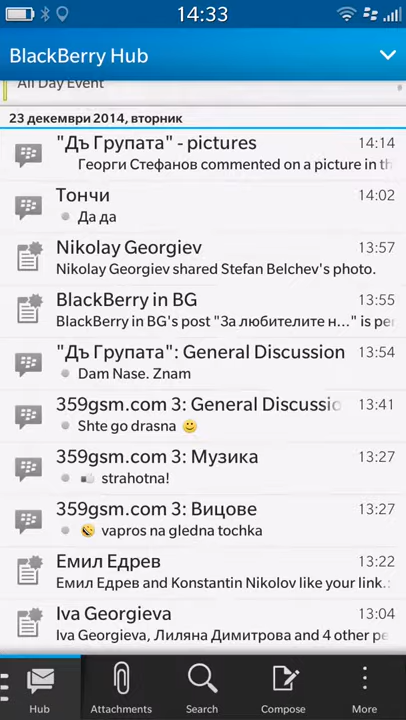 14:33
BlackBerry Hub
All Day Event
23 декември 2014, вторник
"Дъ Групата" - pictures 14:14
Георги Стефанов commented on a picture in th
Тончи 14:02
Да да
Nikolay Georgiev 13:57
Nikolay Georgiev shared Stefan Belchev's photo.
BlackBerry in BG 13:55
BlackBerry in BG's post "За любителите н..." is pe
"Дъ Групата": General Discussion 13:54
Dam Nase. Znam
359gsm.com 3: General Discussio 13:41
Shte go drasna
359gsm.com 3: Музика 13:27
strahotna!
359gsm.com 3: Вицове 13:27
vapros na gledna tochka
Емил Едрев 13:22
Емил Едрев and Konstantin Nikolov like your link.
Iva Georgieva 13:04
Iva Georgieva, Лиляна Димитрова and 4 other pe
Hub Attachments Search Compose More